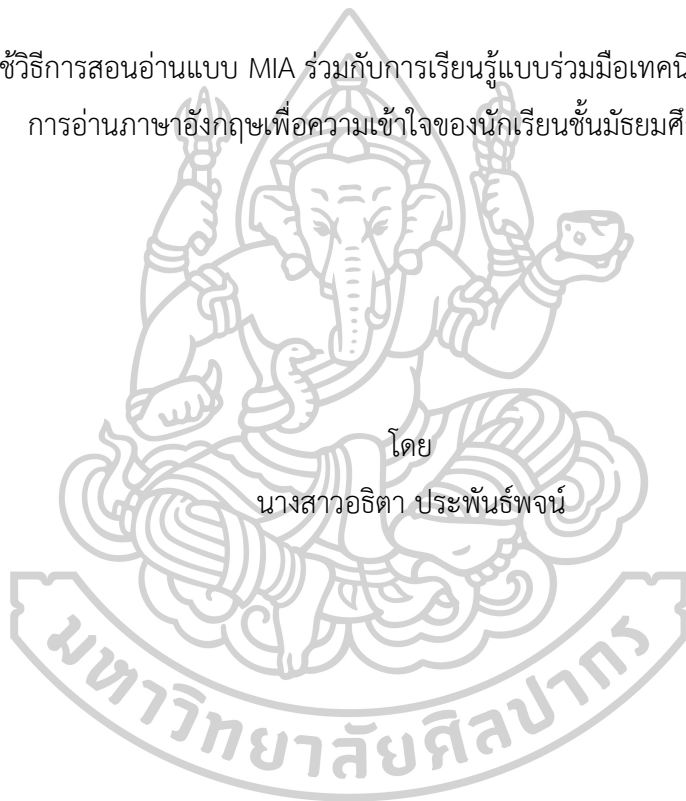 ช้วิธีการสอนอ่านแบบ MIA ร่วมกับการเรียนรู้แบบร่วมมือเทคนิ
การอ่านภาษาอังกฤษเพื่อความเข้าใจของนักเรียนชั้นมัธยมศึ
โดย
นางสาวอธิตา ประพันธ์พจน์
มหาวิทยาลัยศิลปากร